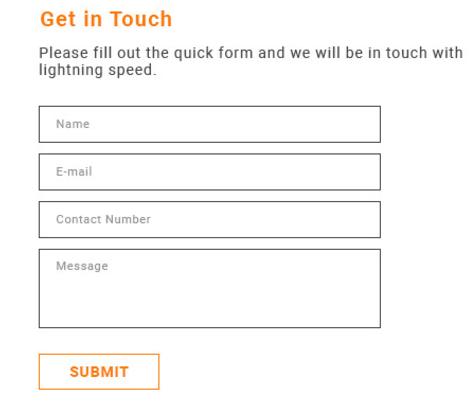 Get in Touch
Please fill out the quick form and we will be in touch with
lightning speed.
Name
E-mail
Contact Number
Message
SUBMIT